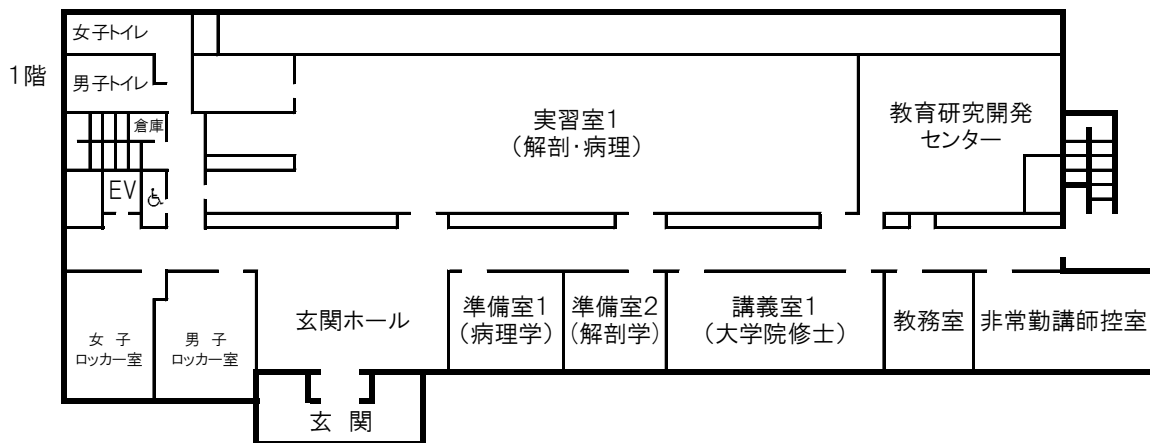 1階
女子トイレ
男子トイレ
倉庫
EV
実習室1
(解剖・病理)
教育研究開発
センター
女 子
ロッカー室
男 子
ロッカー室
玄関ホール
準備室1
(病理学)
準備室2
(解剖学)
講義室1
(大学院修士)
教務室
非常勤講師控室
玄 関